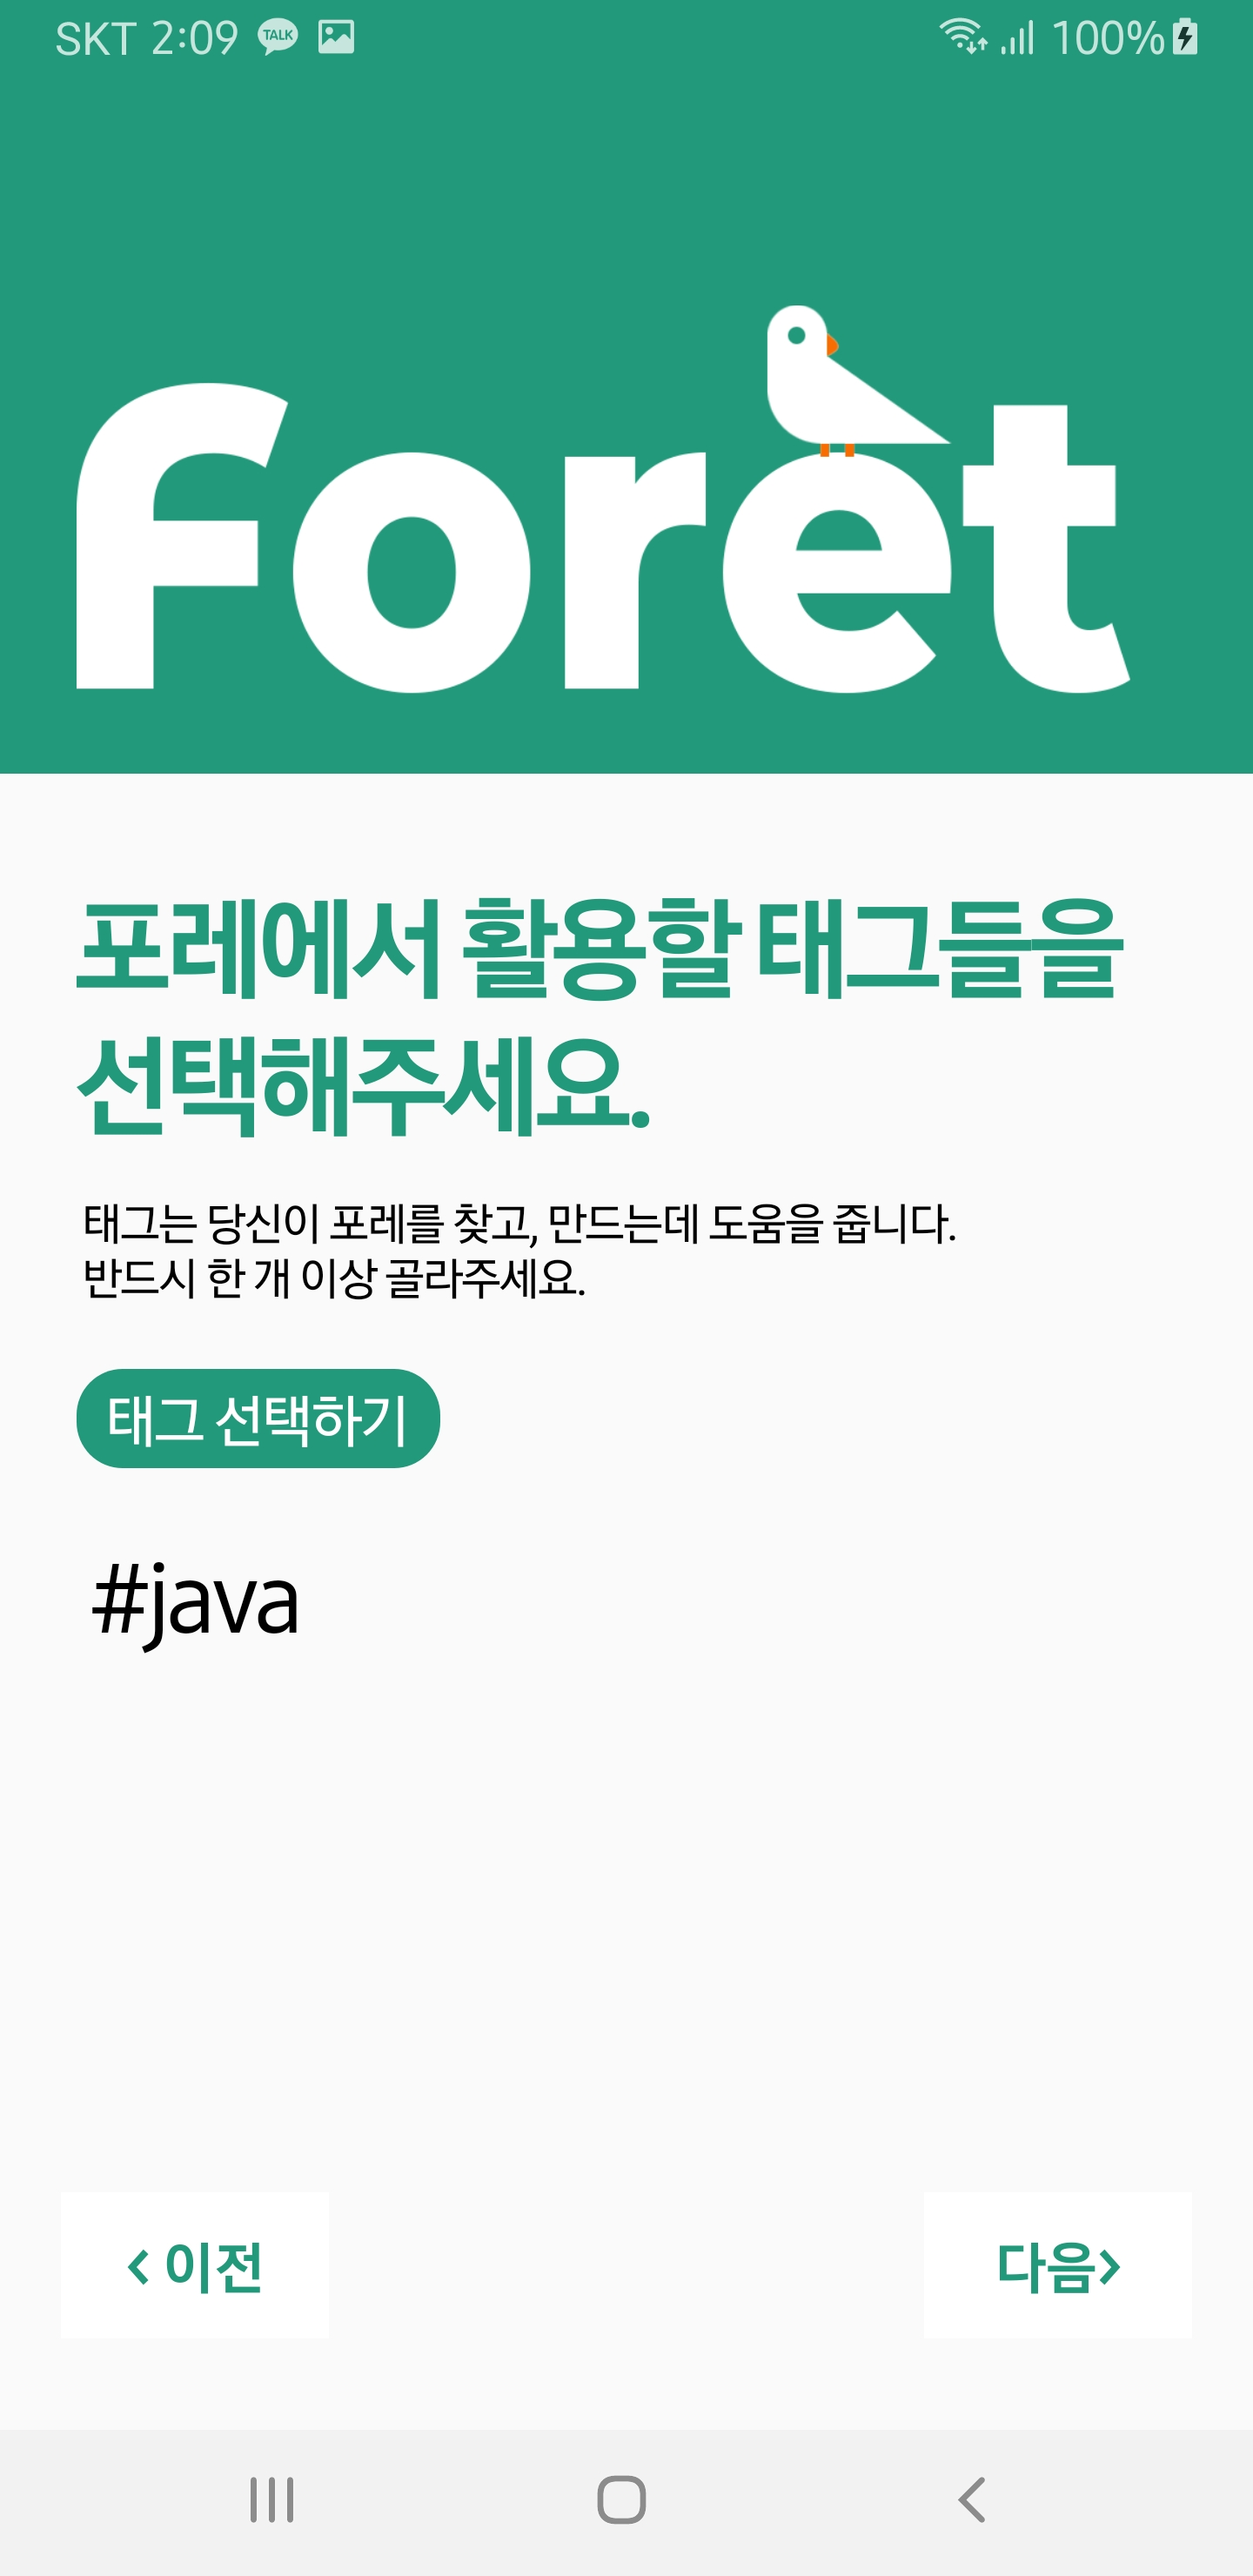 SKT 2:09 TALK 100%
Foret
포레에서 활용할 태그들을
선택해주세요.
태그는 당신이 포레를 찾고, 만드는데 도움을 줍니다.
반드시 한 개 이상 골라주세요.
태그 선택하기
#java
이전 다음